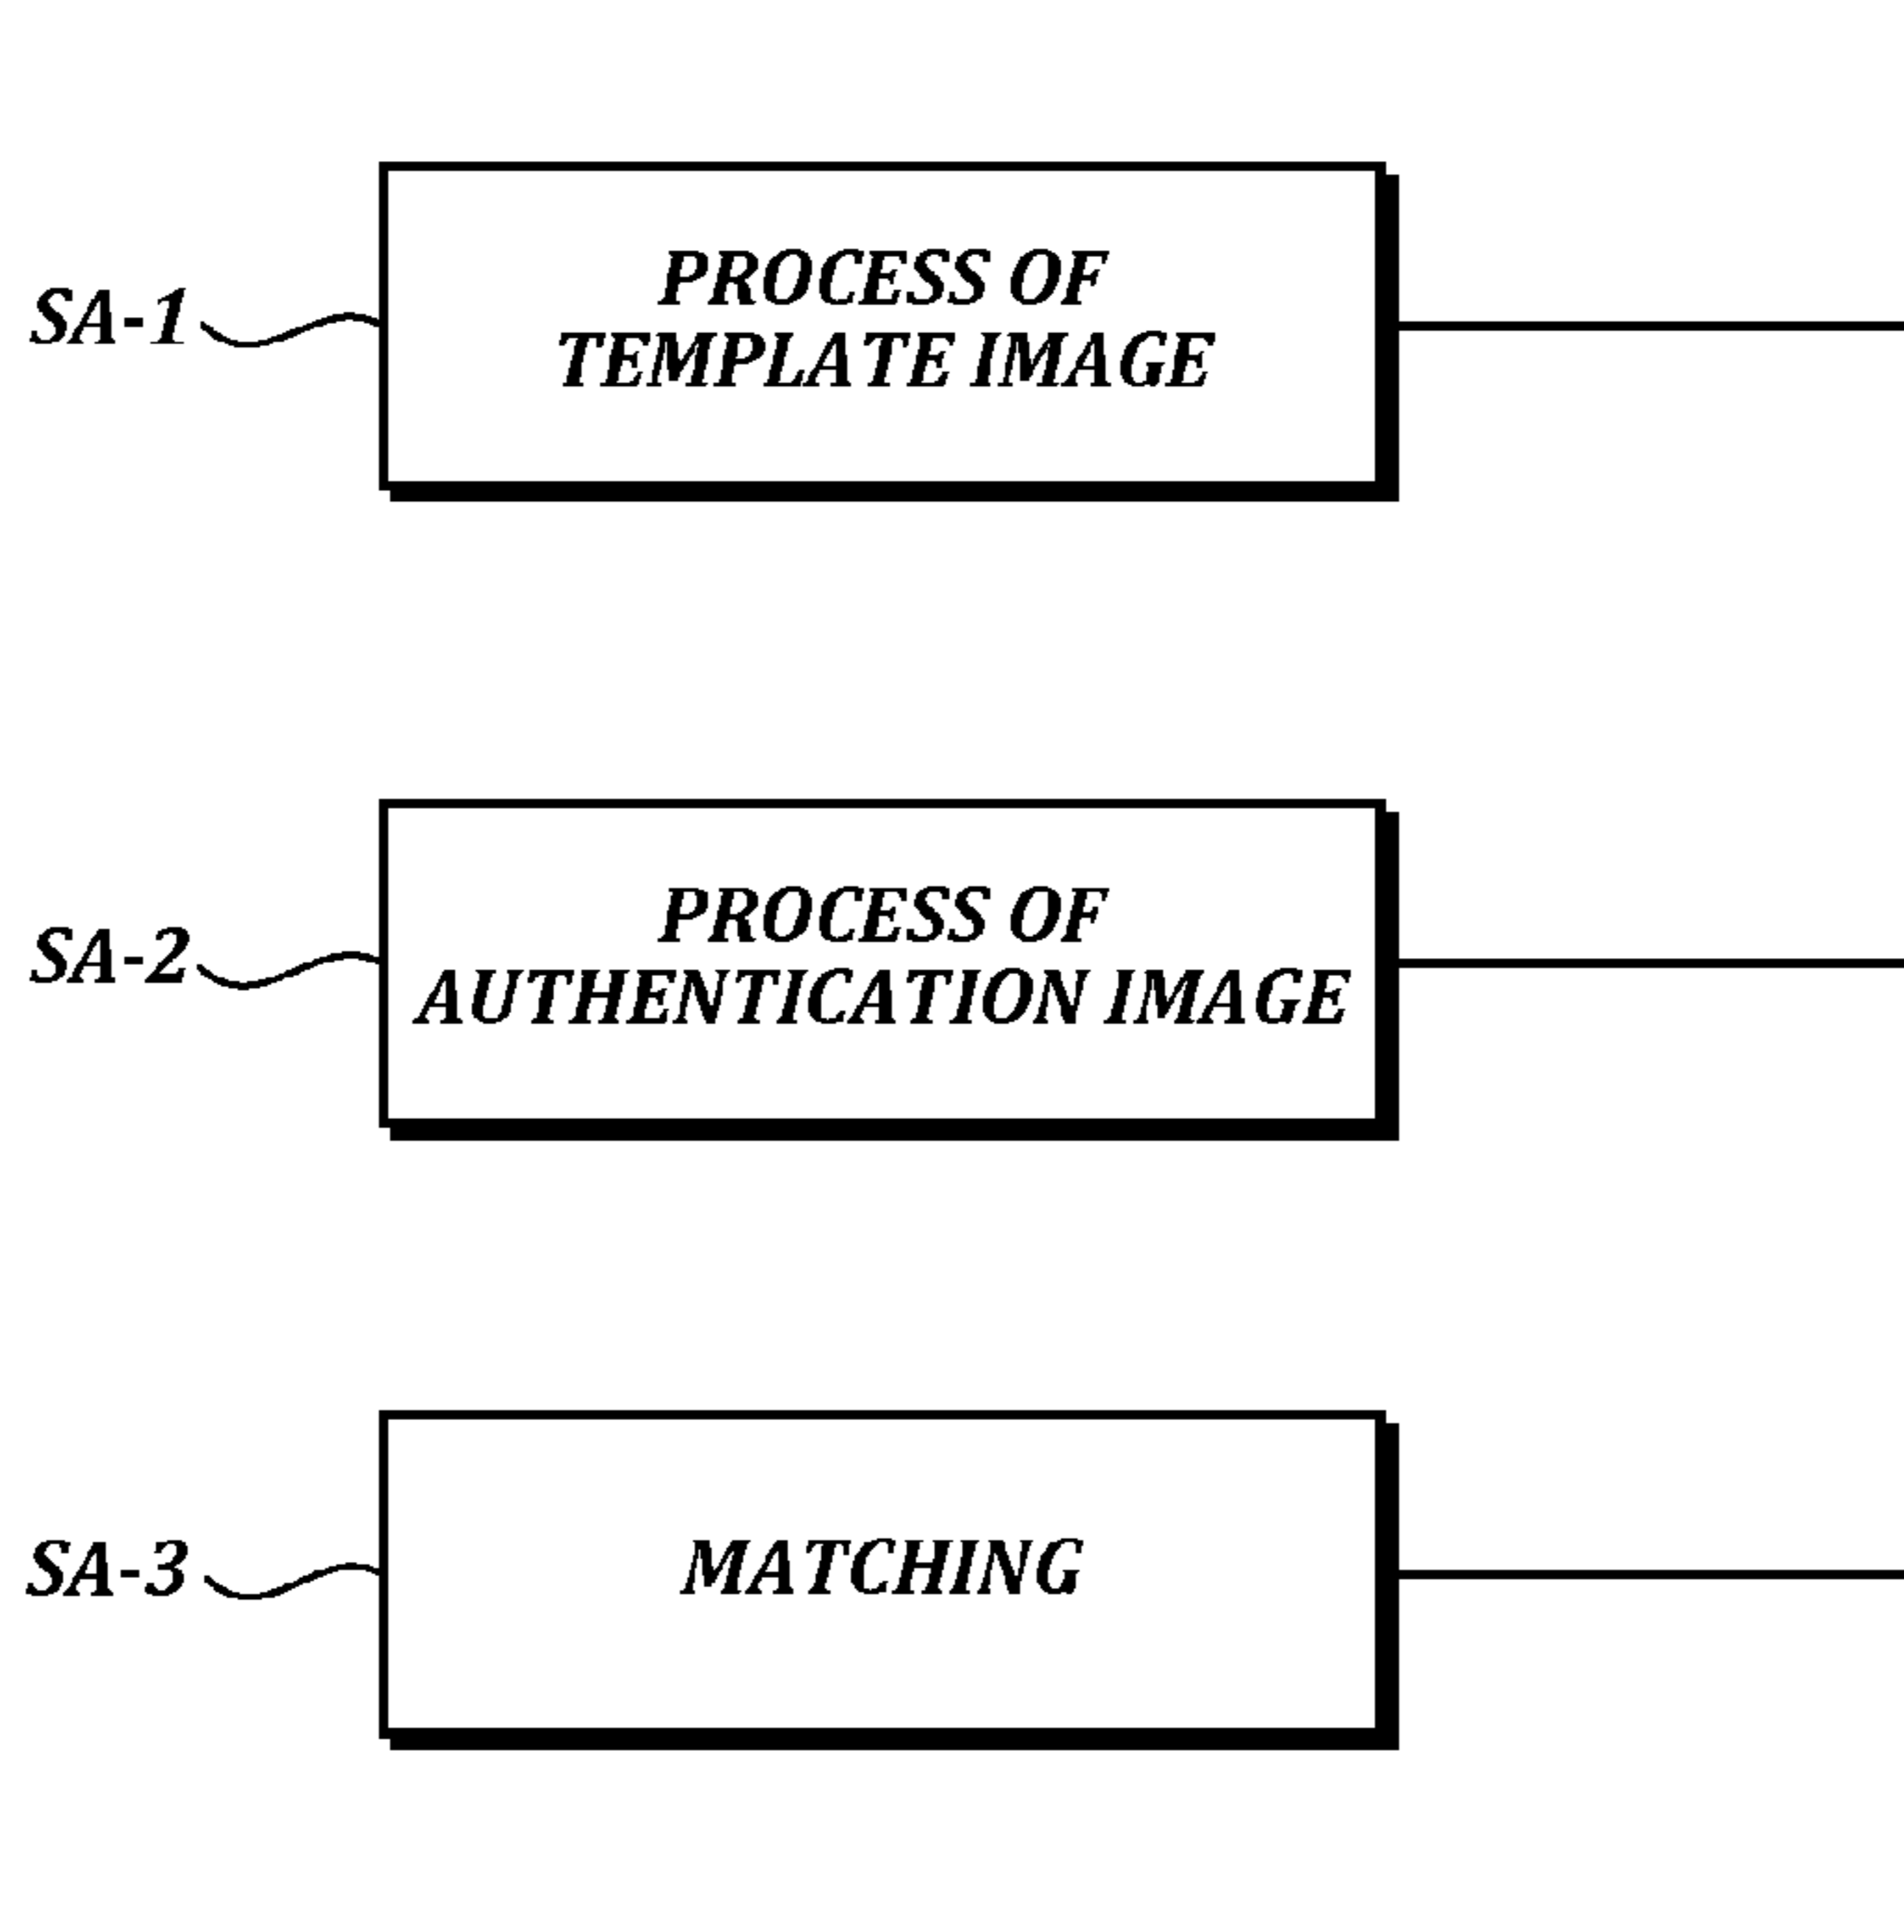 SA-1
PROCESS OF
TEMPLATE IMAGE
SA-2
PROCESS OF
AUTHENTICATION IMAGE
SA-3
MATCHING